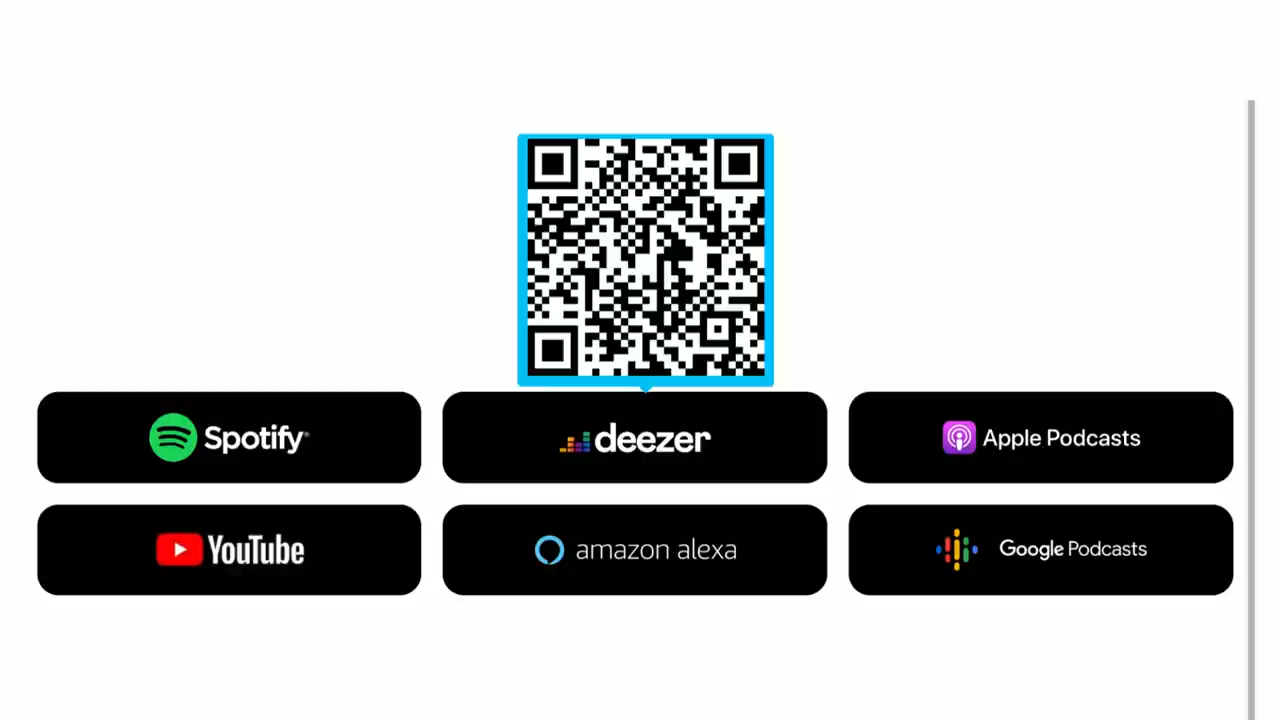 Spotify®
deezer
Apple Podcasts
YouTube
amazon alexa
Google Podcasts